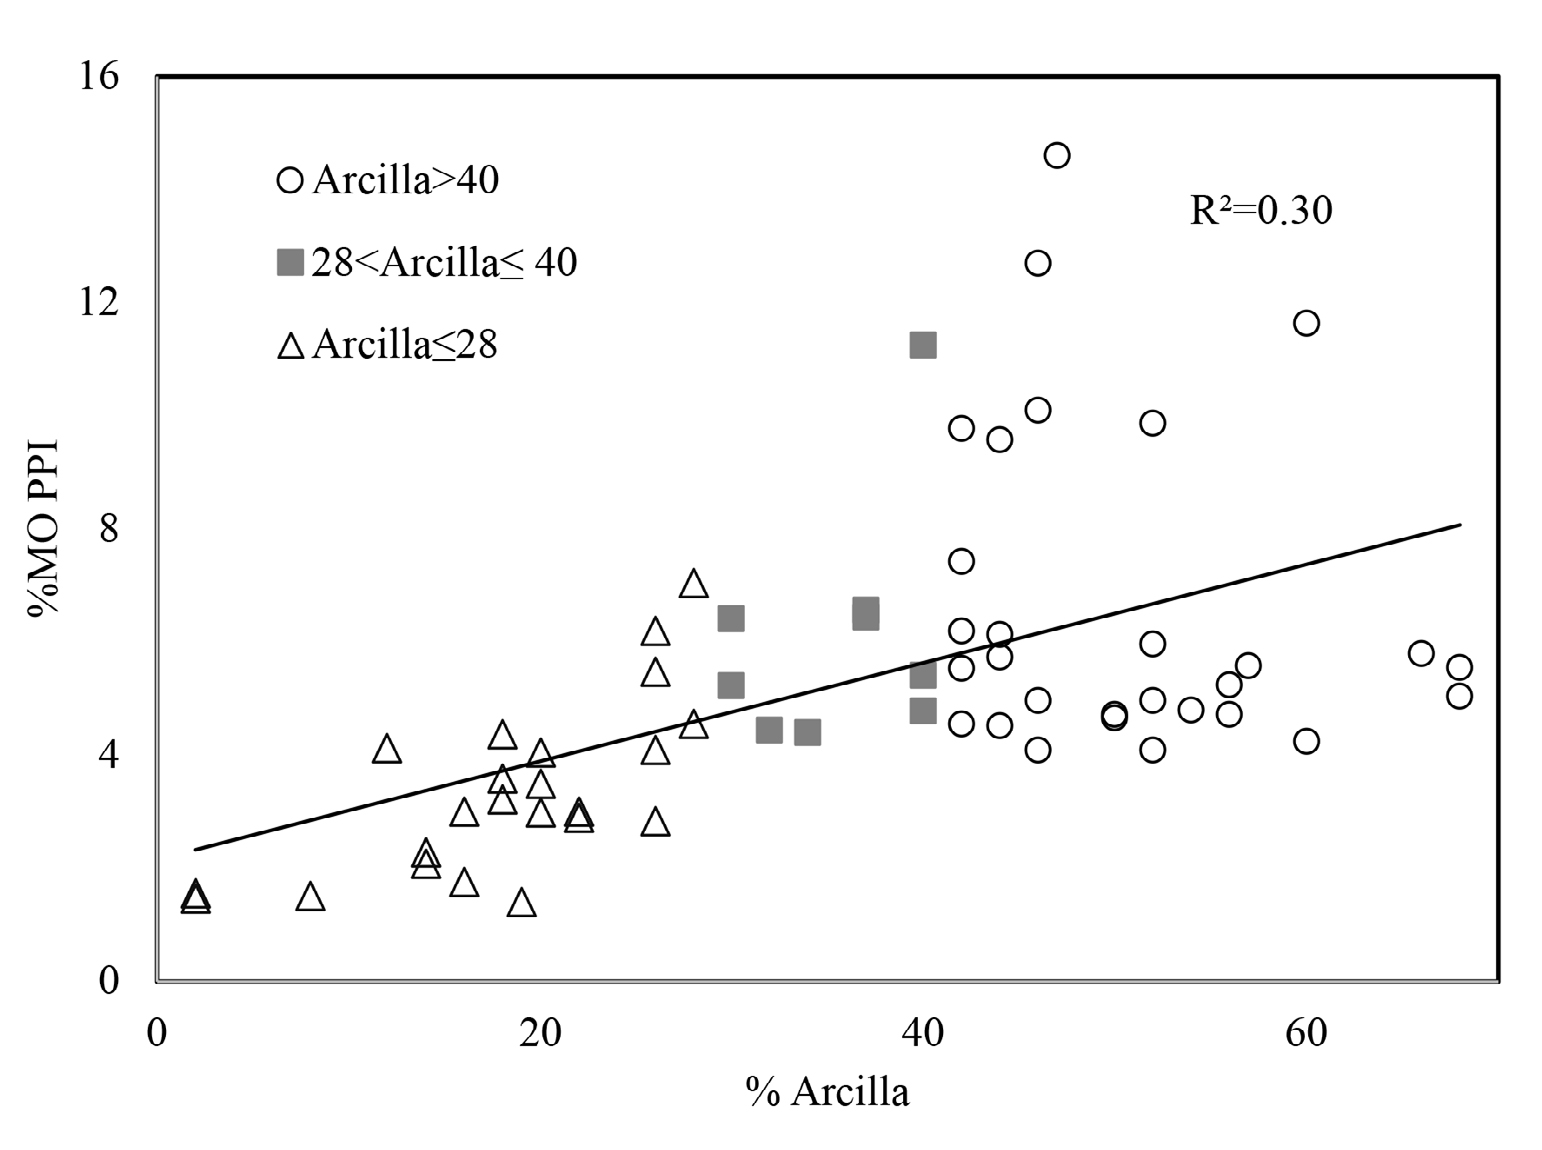 16
12
8
4
0
%MO PPI
Arcilla>40
28<Arcilla≤ 40
Arcilla≤28
R²=0.30
0 20 40 60
% Arcilla